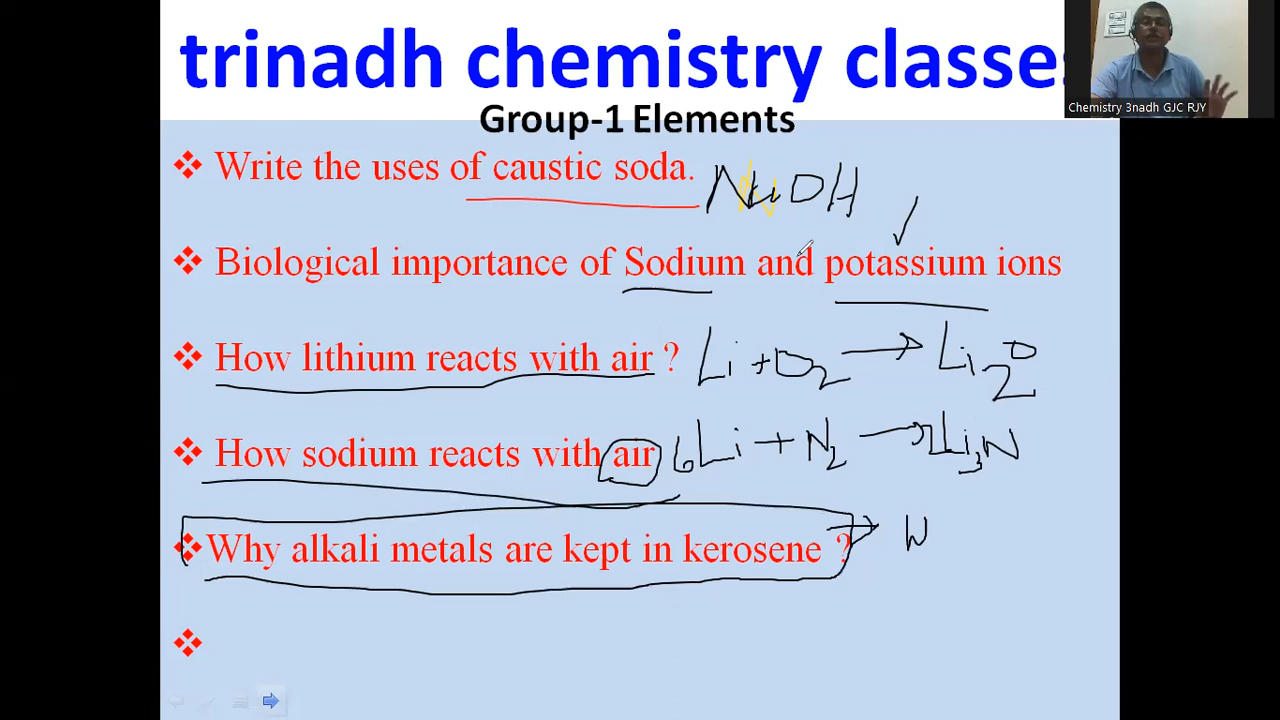 trinadh chemistry classes
Chemistry 3nadh GJC RJY
Group-1 Elements
❖ Write the uses of caustic soda. NaOH
❖ Biological importance of Sodium and potassium ions
❖ How lithium reacts with air ? Li + O2 → Li2O
❖ How sodium reacts with air 6Li + N2 → 2Li3N
❖ Why alkali metals are kept in kerosene ? → W
❖